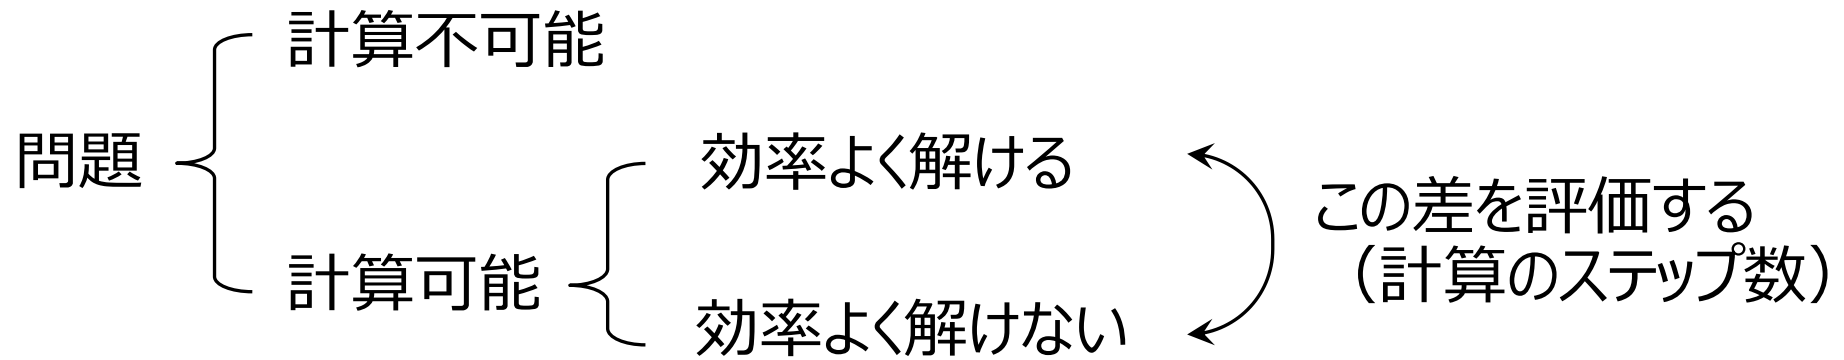 計算不可能
問題
効率よく解ける
この差を評価する
(計算のステップ数)
計算可能
効率よく解けない